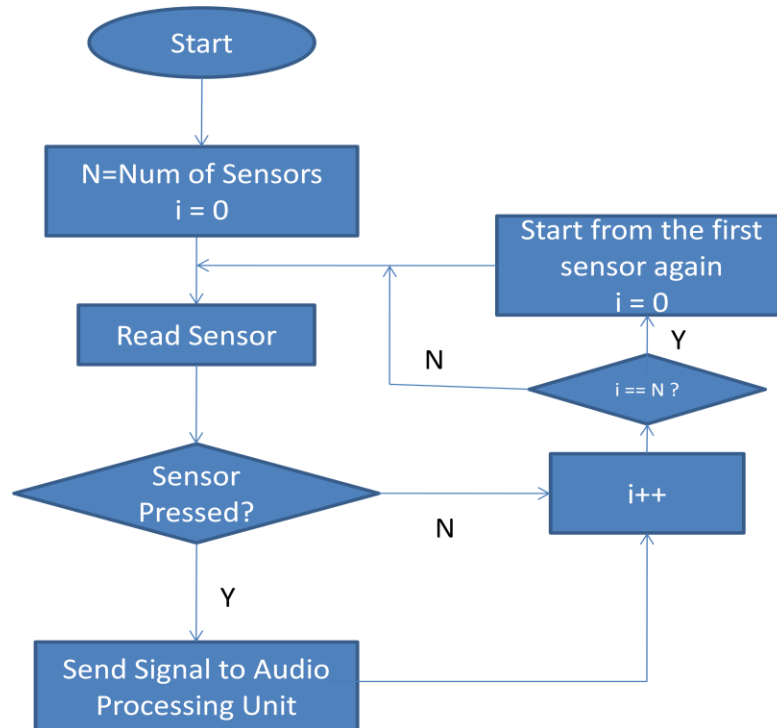 Start
N=Num of Sensors
i = 0
Start from the first
sensor again
i = 0
Read Sensor
N
Y
i == N ?
Sensor
Pressed?
N
i++
Y
Send Signal to Audio
Processing Unit